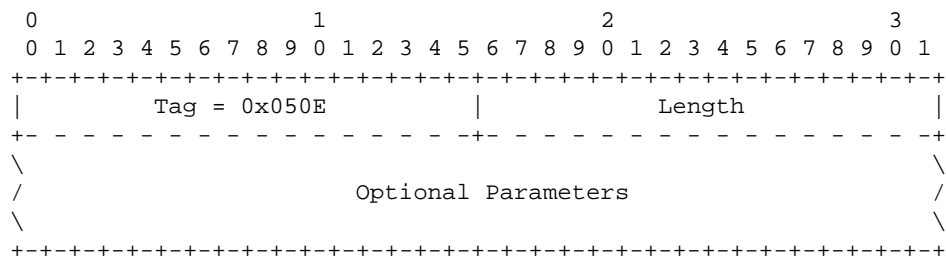 0                   1                   2                   3
 0 1 2 3 4 5 6 7 8 9 0 1 2 3 4 5 6 7 8 9 0 1 2 3 4 5 6 7 8 9 0 1
+-+-+-+-+-+-+-+-+-+-+-+-+-+-+-+-+-+-+-+-+-+-+-+-+-+-+-+-+-+-+-+-+
|         Tag = 0x050E          |            Length             |
+- - - - - - - - - - - - - - - -+- - - - - - - - - - - - - - - -+
\                                                               \
/                      Optional Parameters                      /
\                                                               \
+-+-+-+-+-+-+-+-+-+-+-+-+-+-+-+-+-+-+-+-+-+-+-+-+-+-+-+-+-+-+-+-+